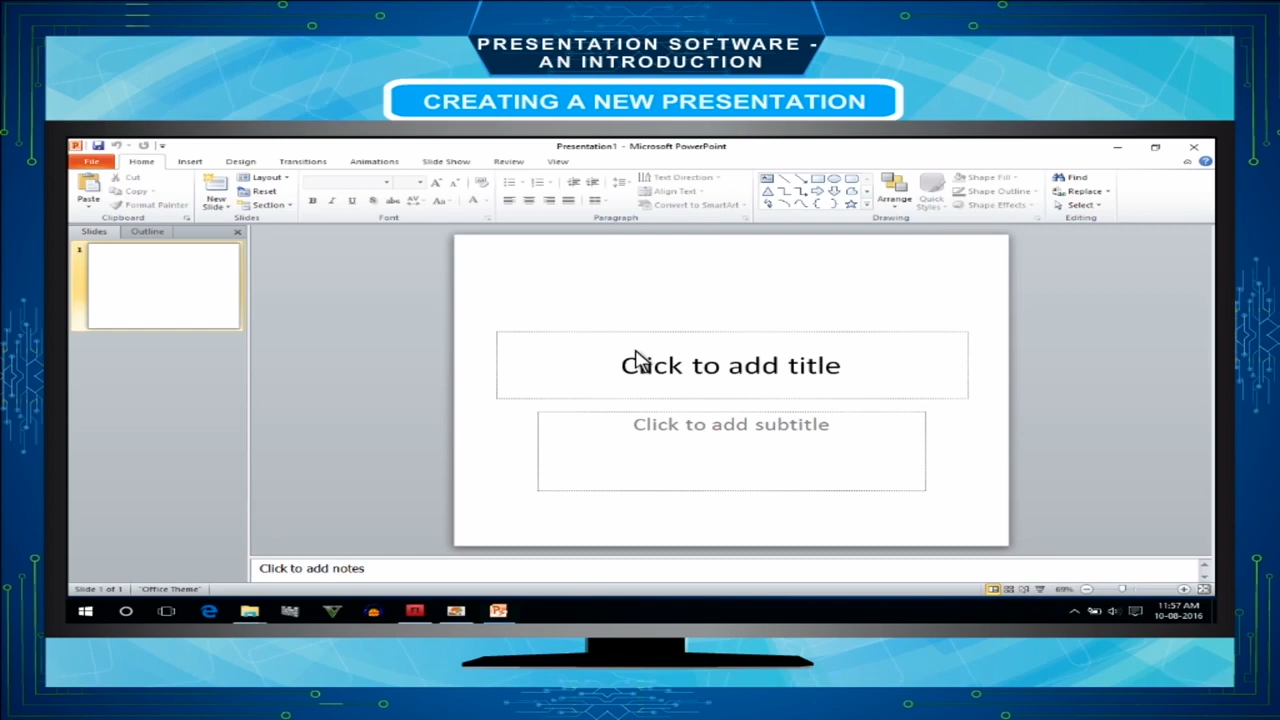 PRESENTATION SOFTWARE -
AN INTRODUCTION
CREATING A NEW PRESENTATION
Presentation1 - Microsoft PowerPoint
File Home Insert Design Transitions Animations Slide Show Review View
Paste
Cut
Copy
Format Painter
Clipboard
New
Slide
Layout
Reset
Section
Slides
B I U S abc AV Aa A
Font
Text Direction
Align Text
Convert to SmartArt
Paragraph
Arrange
Quick
Styles
Shape Fill
Shape Outline
Shape Effects
Drawing
Find
Replace
Select
Editing
Slides Outline
1
Click to add title
Click to add subtitle
Click to add notes
Slide 1 of 1 "Office Theme" 69%
11:57 AM
10-08-2016